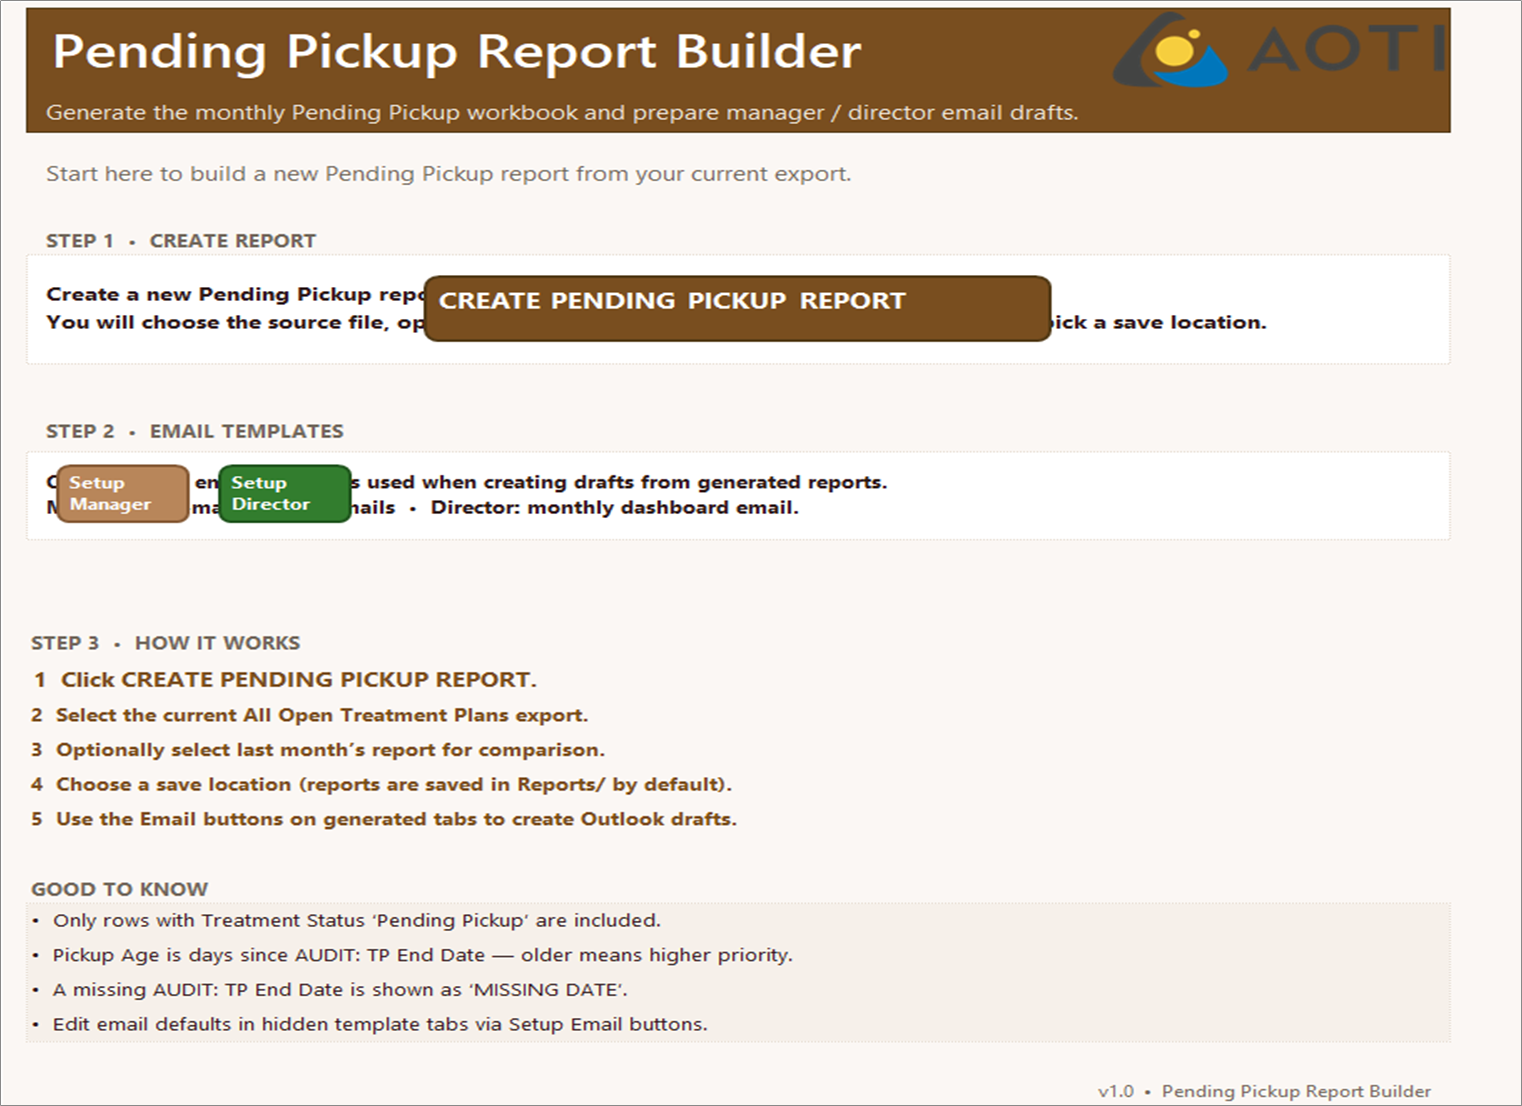 Pending Pickup Report Builder
AOTI
Generate the monthly Pending Pickup workbook and prepare manager / director email drafts.
Start here to build a new Pending Pickup report from your current export.
STEP 1 • CREATE REPORT
Create a new Pending Pickup
CREATE PENDING PICKUP REPORT
You will choose the source file, a save location.
STEP 2 • EMAIL TEMPLATES
Setup Manager
Setup Director
used when creating drafts from generated reports.
• Director: monthly dashboard email.
STEP 3 • HOW IT WORKS
1 Click CREATE PENDING PICKUP REPORT.
2 Select the current All Open Treatment Plans export.
3 Optionally select last month's report for comparison.
4 Choose a save location (reports are saved in Reports/ by default).
5 Use the Email buttons on generated tabs to create Outlook drafts.
GOOD TO KNOW
• Only rows with Treatment Status 'Pending Pickup' are included.
• Pickup Age is days since AUDIT: TP End Date — older means higher priority.
• A missing AUDIT: TP End Date is shown as 'MISSING DATE'.
• Edit email defaults in hidden template tabs via Setup Email buttons.
v1.0 • Pending Pickup Report Builder